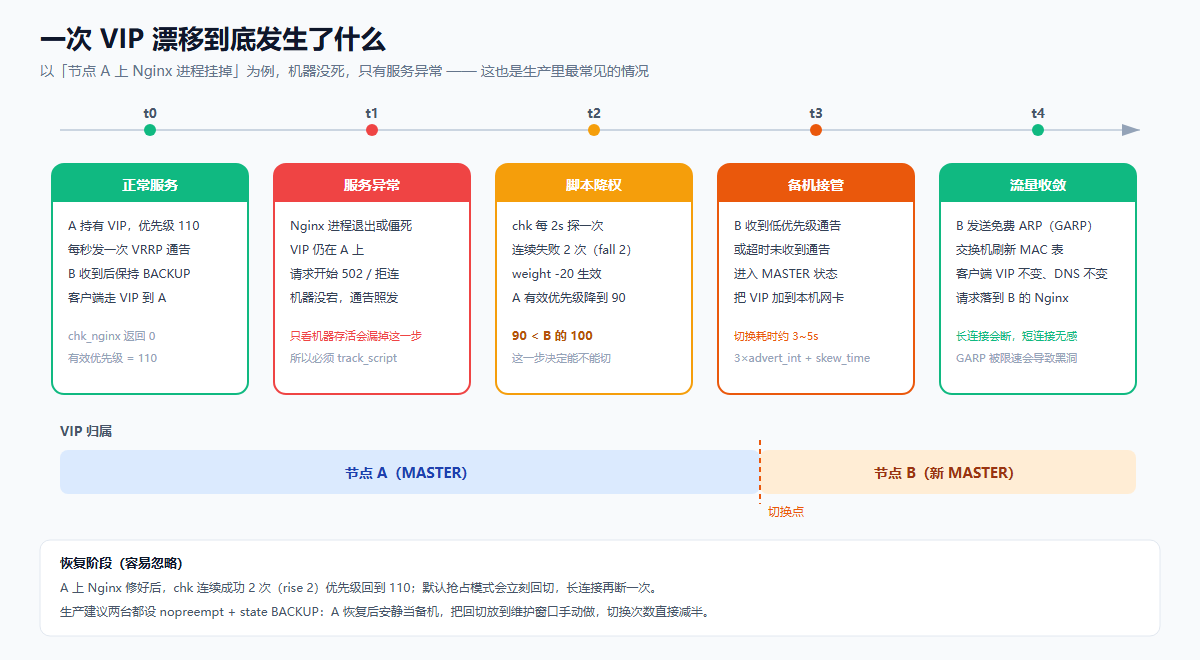 一次 VIP 漂移到底发生了什么
以「节点 A 上 Nginx 进程挂掉」为例，机器没死，只有服务异常 —— 这也是生产里最常见的情况
t0
t1
t2
t3
t4
正常服务
A 持有 VIP，优先级 110
每秒发一次 VRRP 通告
B 收到后保持 BACKUP
客户端走 VIP 到 A
chk_nginx 返回 0
有效优先级 = 110
服务异常
Nginx 进程退出或僵死
VIP 仍在 A 上
请求开始 502 / 拒连
机器没宕，通告照发
只看机器存活会漏掉这一步
所以必须 track_script
脚本降权
chk 每 2s 探一次
连续失败 2 次（fall 2）
weight -20 生效
A 有效优先级降到 90
90 < B 的 100
这一步决定能不能切
备机接管
B 收到低优先级通告
或超时未收到通告
进入 MASTER 状态
把 VIP 加到本机网卡
切换耗时约 3~5s
3×advert_int + skew_time
流量收敛
B 发送免费 ARP（GARP）
交换机刷新 MAC 表
客户端 VIP 不变、DNS 不变
请求落到 B 的 Nginx
长连接会断，短连接无感
GARP 被限速会导致黑洞
VIP 归属
节点 A（MASTER）
节点 B（新 MASTER）
切换点
恢复阶段（容易忽略）
A 上 Nginx 修好后，chk 连续成功 2 次（rise 2）优先级回到 110；默认抢占模式会立刻回切，长连接再断一次。
生产建议两台都设 nopreempt + state BACKUP：A 恢复后安静当备机，把回切放到维护窗口手动做，切换次数直接减半。